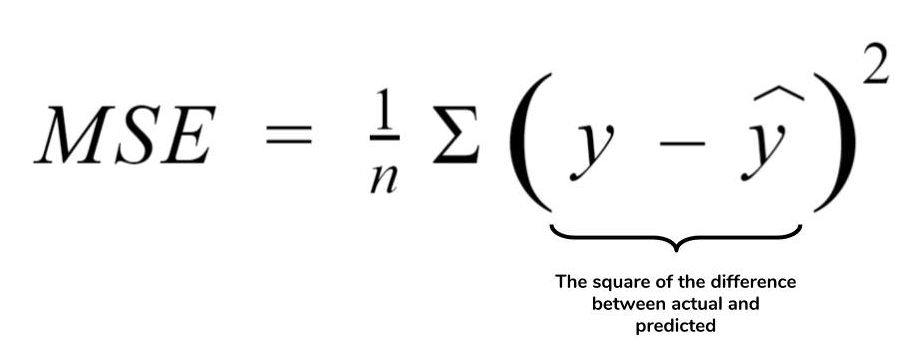 MSE = 1/n Σ (y − ŷ)²
The square of the difference
between actual and
predicted